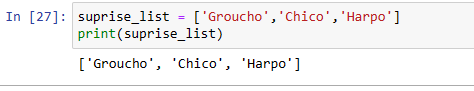 In [27]: suprise_list = ['Groucho','Chico','Harpo']
print(suprise_list)
['Groucho', 'Chico', 'Harpo']